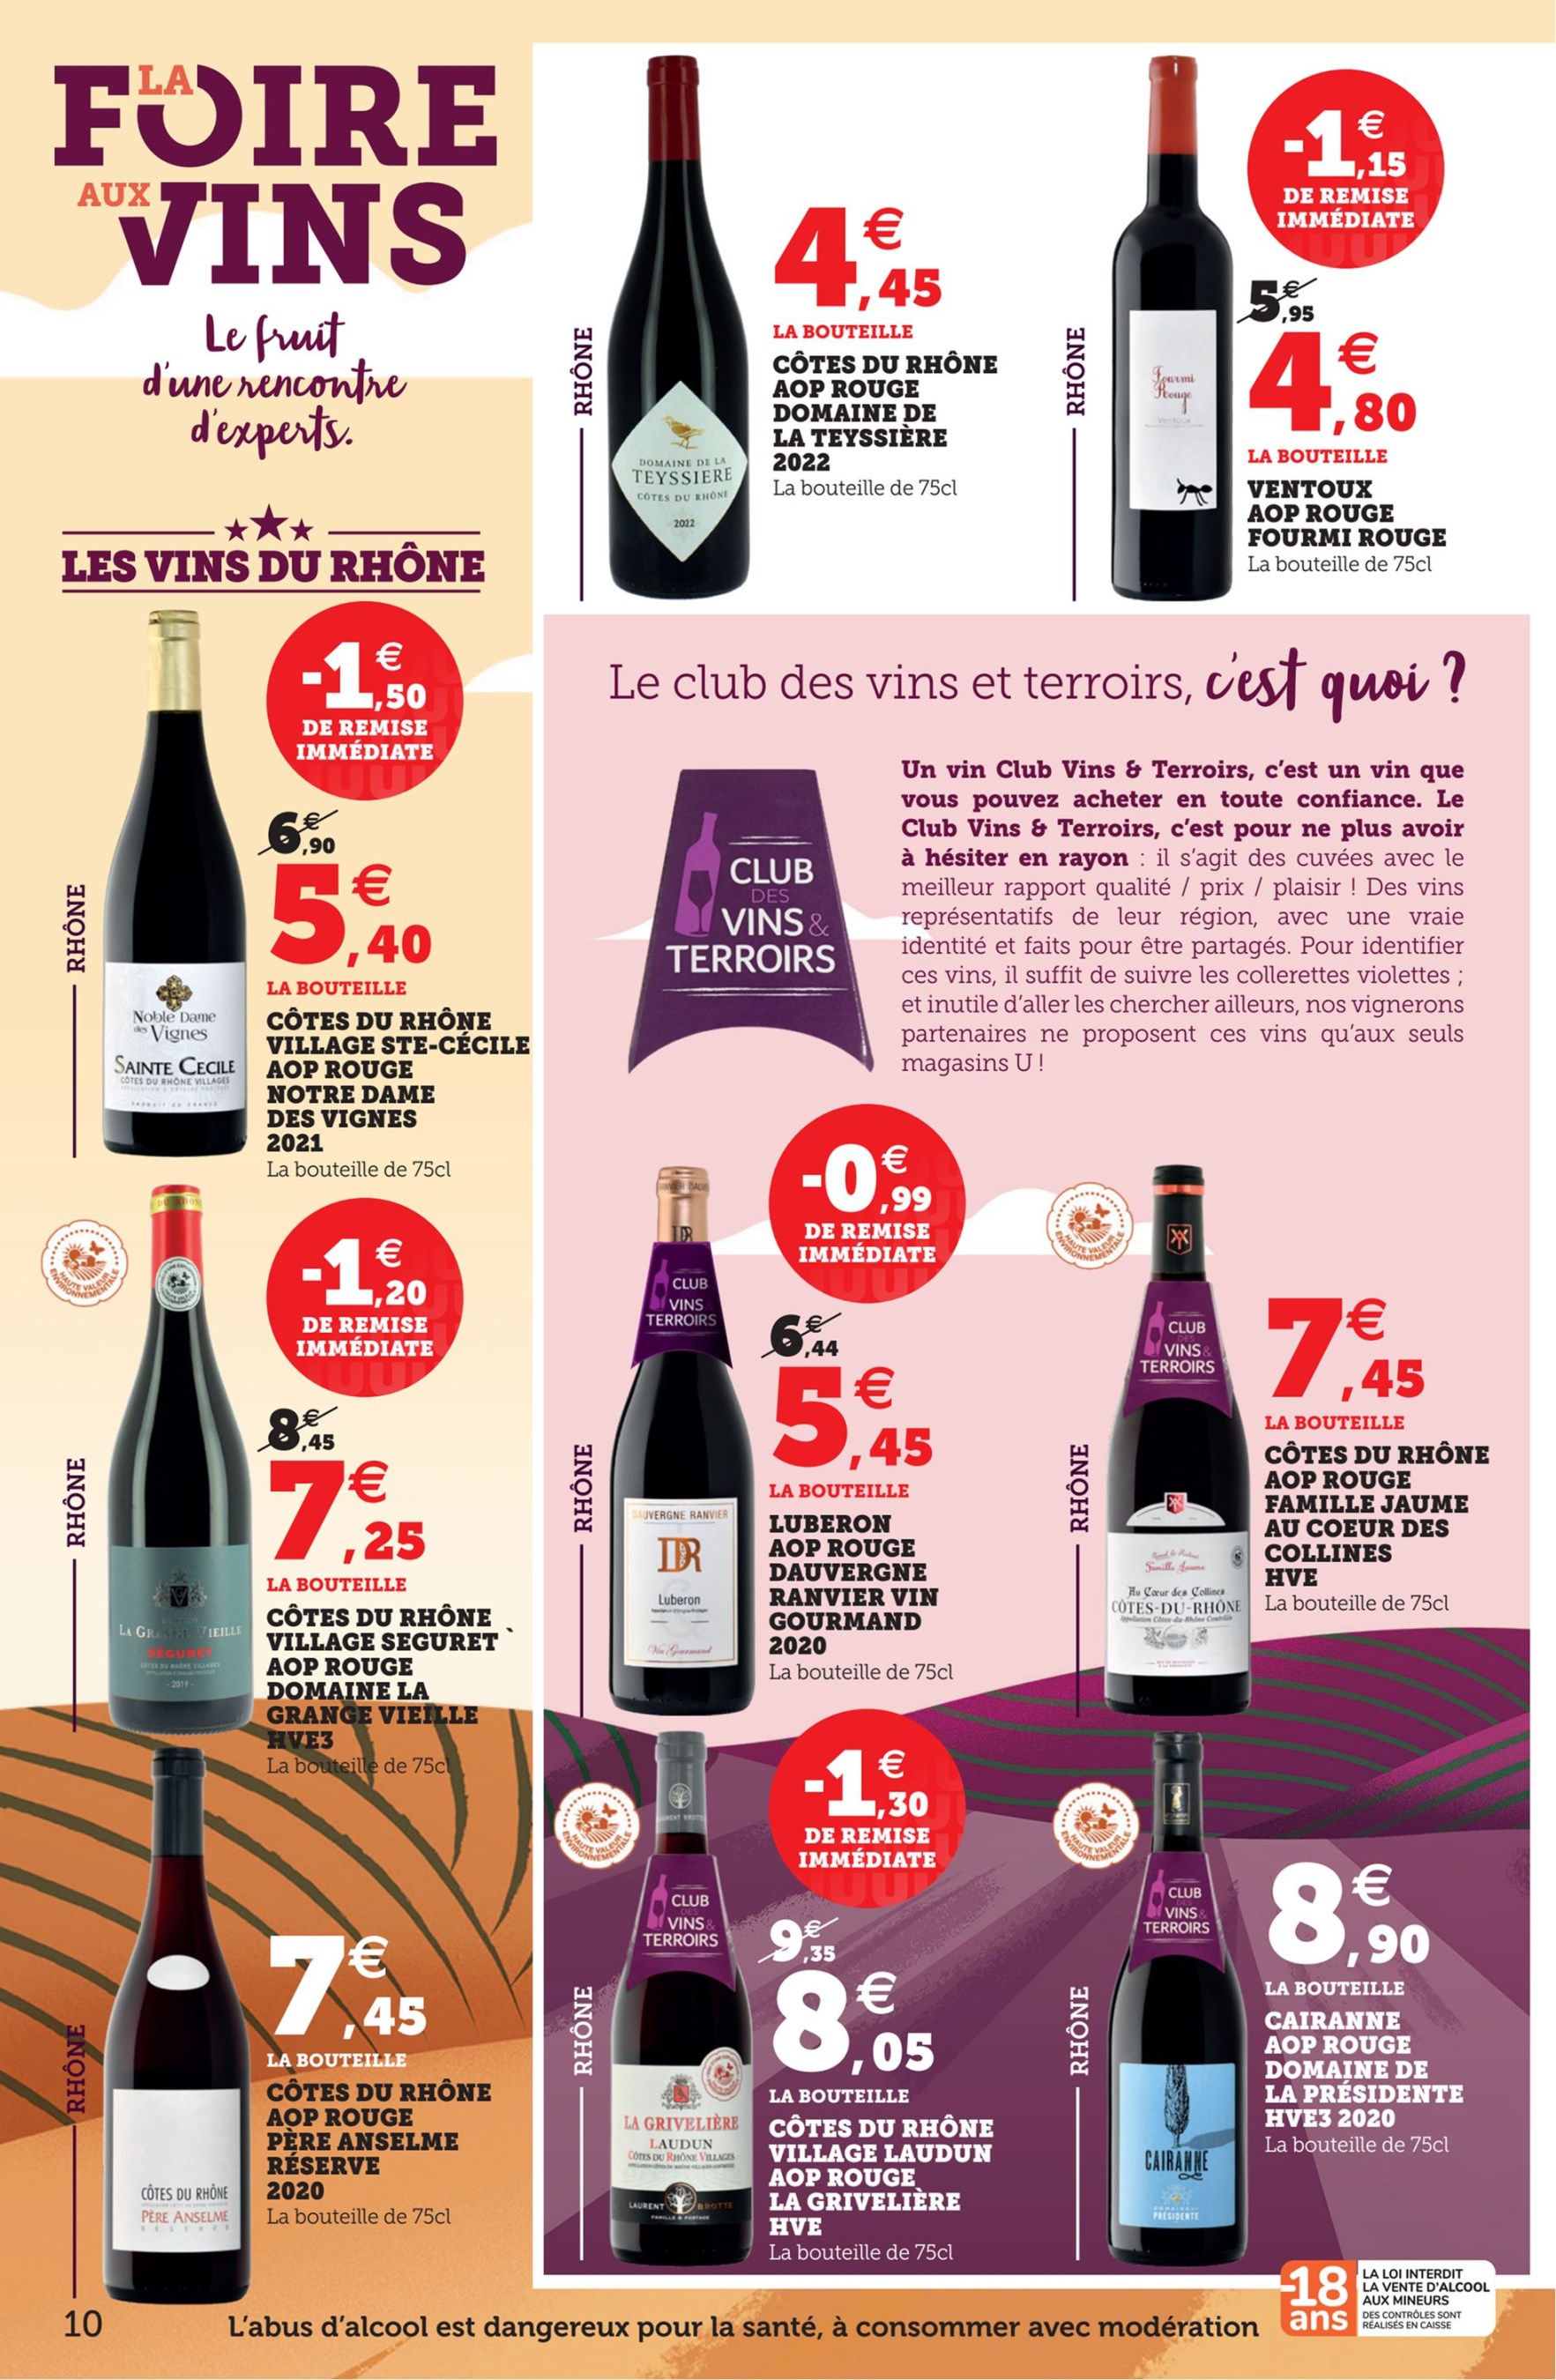 LA
FOIRE
AUX
VINS
Le fruit
d'une rencontre
d'experts.
LES VINS DU RHÔNE
RHÔNE
DOMAINE DE LA
TEYSSIERE
CÔTES DU RHÔNE
2022
4€,45
LA BOUTEILLE
CÔTES DU RHÔNE
AOP ROUGE
DOMAINE DE
LA TEYSSIÈRE
2022
La bouteille de 75cl
RHÔNE
Fourmi
Rouge
Ventoux
-1€,15
DE REMISE
IMMÉDIATE
5€,95
4€,80
LA BOUTEILLE
VENTOUX
AOP ROUGE
FOURMI ROUGE
La bouteille de 75cl
RHÔNE
Noble Dame
des Vignes
SAINTE CECILE
CÔTES DU RHÔNE VILLAGES
PRODUIT DE FRANCE
-1€,50
DE REMISE
IMMÉDIATE
6€,90
5€,40
LA BOUTEILLE
CÔTES DU RHÔNE
VILLAGE STE-CÉCILE
AOP ROUGE
NOTRE DAME
DES VIGNES
2021
La bouteille de 75cl
HAUTE VALEUR
ENVIRONNEMENTALE
RHÔNE
LA GRANGE VIEILLE
SÉGURET
CÔTES DU RHÔNE VILLAGES
- 2019 -
-1€,20
DE REMISE
IMMÉDIATE
8€,45
7€,25
LA BOUTEILLE
CÔTES DU RHÔNE
VILLAGE SEGURET `
AOP ROUGE
DOMAINE LA
GRANGE VIEILLE
HVE3
La bouteille de 75cl
RHÔNE
CÔTES DU RHÔNE
PÈRE ANSELME
RESERVE
7€,45
LA BOUTEILLE
CÔTES DU RHÔNE
AOP ROUGE
PÈRE ANSELME
RÉSERVE
2020
La bouteille de 75cl
Le club des vins et terroirs, c'est quoi ?
CLUB
DES
VINS &
TERROIRS
Un vin Club Vins & Terroirs, c'est un vin que
vous pouvez acheter en toute confiance. Le
Club Vins & Terroirs, c'est pour ne plus avoir
à hésiter en rayon : il s'agit des cuvées avec le
meilleur rapport qualité / prix / plaisir ! Des vins
représentatifs de leur région, avec une vraie
identité et faits pour être partagés. Pour identifier
ces vins, il suffit de suivre les collerettes violettes ;
et inutile d'aller les chercher ailleurs, nos vignerons
partenaires ne proposent ces vins qu'aux seuls
magasins U !
RHÔNE
DR
CLUB
VINS
TERROIRS
DAUVERGNE RANVIER
DR
Luberon
Vin Gourmand
-0€,99
DE REMISE
IMMÉDIATE
6€,44
5€,45
LA BOUTEILLE
LUBERON
AOP ROUGE
DAUVERGNE
RANVIER VIN
GOURMAND
2020
La bouteille de 75cl
HAUTE VALEUR
ENVIRONNEMENTALE
RHÔNE
CLUB
DES
VINS &
TERROIRS
Famille Jaume
Au Cœur des Collines
CÔTES-DU-RHÔNE
Appellation Côtes-du-Rhône Contrôlée
7€,45
LA BOUTEILLE
CÔTES DU RHÔNE
AOP ROUGE
FAMILLE JAUME
AU COEUR DES
COLLINES
HVE
La bouteille de 75cl
HAUTE VALEUR
ENVIRONNEMENTALE
RHÔNE
LAURENT BROTTE
CLUB
DES
VINS &
TERROIRS
LA GRIVELIÈRE
LAUDUN
CÔTES DU RHÔNE VILLAGES
LAURENT BROTTE
FAMILLE & PARTAGE
-1€,30
DE REMISE
IMMÉDIATE
9€,35
8€,05
LA BOUTEILLE
CÔTES DU RHÔNE
VILLAGE LAUDUN
AOP ROUGE
LA GRIVELIÈRE
HVE
La bouteille de 75cl
HAUTE VALEUR
ENVIRONNEMENTALE
RHÔNE
CLUB
DES
VINS &
TERROIRS
CAIRANNE
DOMAINE
PRÉSIDENTE
8€,90
LA BOUTEILLE
CAIRANNE
AOP ROUGE
DOMAINE DE
LA PRÉSIDENTE
HVE3 2020
La bouteille de 75cl
10
L'abus d'alcool est dangereux pour la santé, à consommer avec modération
-18
ans
LA LOI INTERDIT
LA VENTE D'ALCOOL
AUX MINEURS
DES CONTRÔLES SONT
RÉALISÉS EN CAISSE